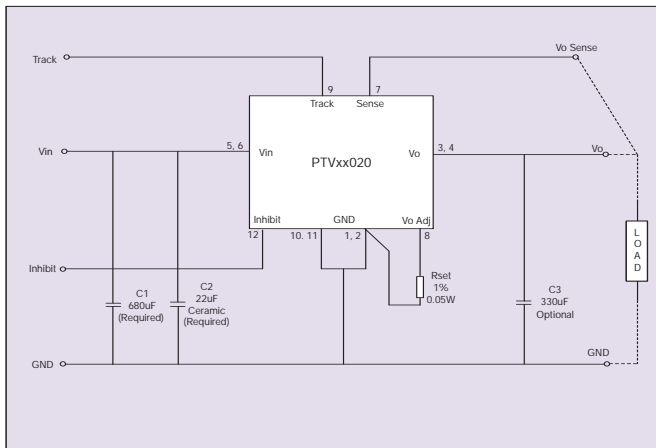 Vo Sense
Track
9
7
Track
Sense
Vin
5, 6
Vin
PTVxx020
Vo
3, 4
Vo
Inhibit
GND
Vo Adj
12
10. 11
1, 2
8
Inhibit
C1
680uF
(Required)
C2
22uF
Ceramic
(Required)
Rset
1%
0.05W
C3
330uF
Optional
LOAD
GND
GND